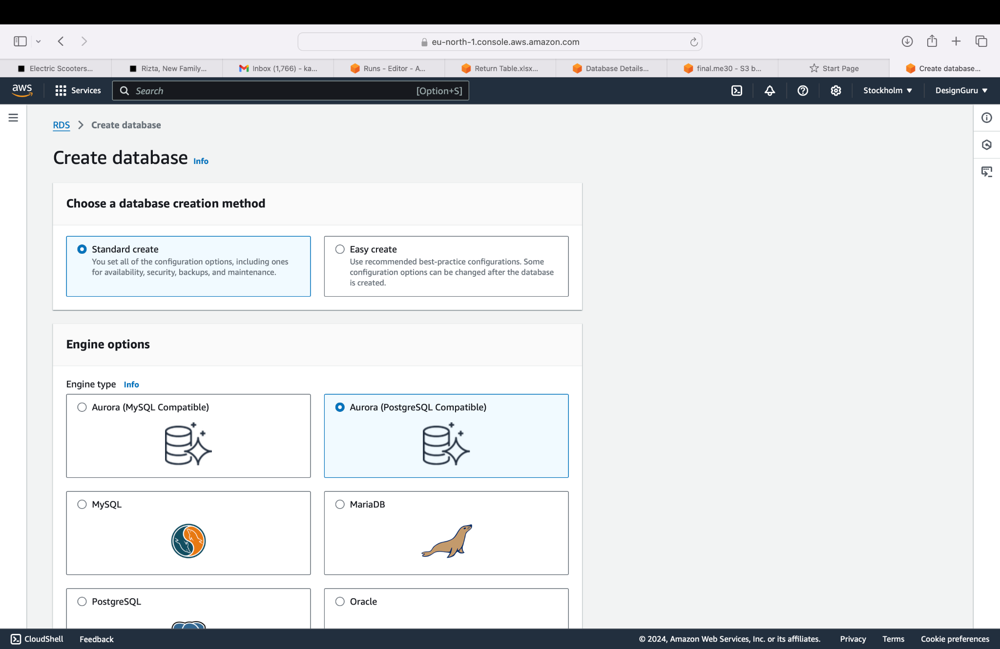 eu-north-1.console.aws.amazon.com
Electric Scooters...
Rizta, New Family...
Inbox (1,766) - ka...
Runs - Editor - A...
Return Table.xlsx...
Database Details...
final.me30 - S3 b...
Start Page
Create database...
aws
Services
Search
[Option+S]
Stockholm
DesignGuru
RDS
Create database
Create database Info
Choose a database creation method
Standard create
You set all of the configuration options, including ones
for availability, security, backups, and maintenance.
Easy create
Use recommended best-practice configurations. Some
configuration options can be changed after the database
is created.
Engine options
Engine type Info
Aurora (MySQL Compatible)
Aurora (PostgreSQL Compatible)
MySQL
MariaDB
PostgreSQL
Oracle
CloudShell
Feedback
© 2024, Amazon Web Services, Inc. or its affiliates.
Privacy
Terms
Cookie preferences